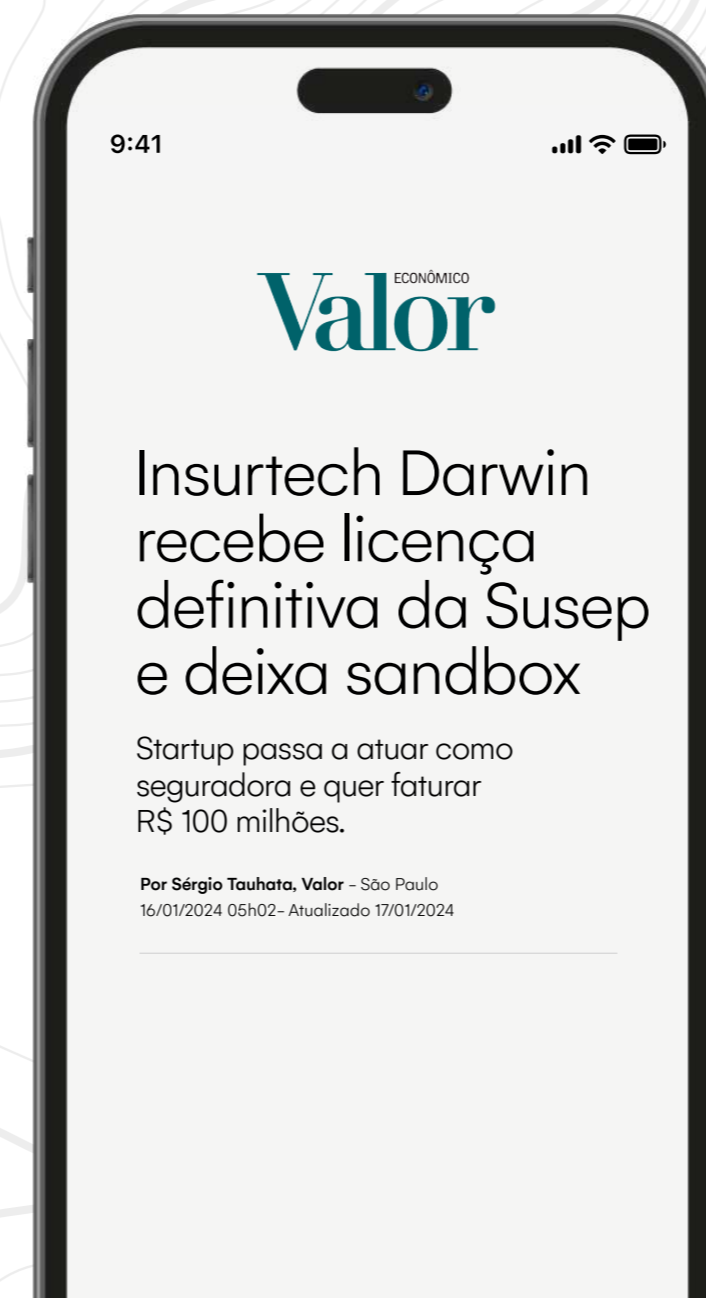 9:41
ECONÔMICO
Valor
Insurtech Darwin
recebe licença
definitiva da Susep
e deixa sandbox
Startup passa a atuar como
seguradora e quer faturar
R$ 100 milhões.
Por Sérgio Tauhata, Valor - São Paulo
16/01/2024 05h02- Atualizado 17/01/2024